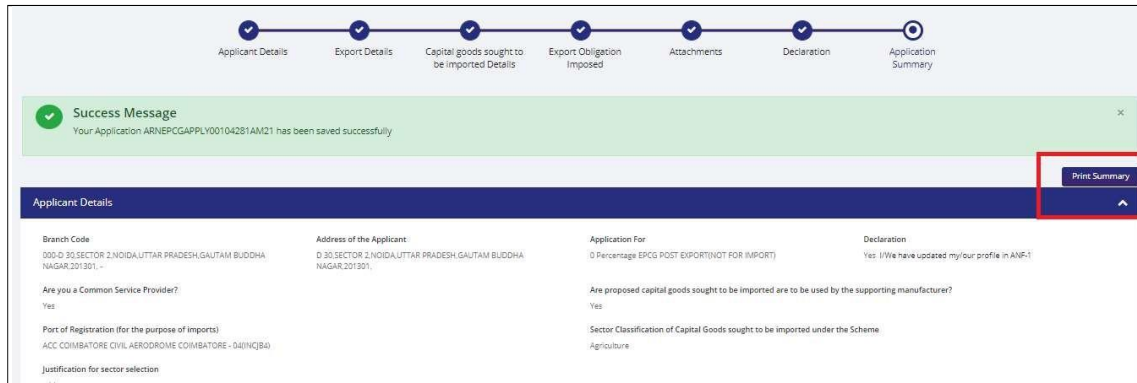 Applicant Details
Export Details
Capital goods sought to
be imported Details
Export Obligation
Imposed
Attachments
Declaration
Application
Summary
Success Message
Your Application ARNEPCGAPPLY00104281AM21 has been saved successfully
×
Print Summary
Applicant Details
Branch Code
000-D 30,SECTOR 2,NOIDA,UTTAR PRADESH,GAUTAM BUDDHA
NAGAR,201301, -
Address of the Applicant
D 30,SECTOR 2,NOIDA,UTTAR PRADESH,GAUTAM BUDDHA
NAGAR,201301,
Application For
0 Percentage EPCG POST EXPORT(NOT FOR IMPORT)
Declaration
Yes I/We have updated my/our profile in ANF-1
Are you a Common Service Provider?
Yes
Are proposed capital goods sought to be imported are to be used by the supporting manufacturer?
Yes
Port of Registration (for the purpose of imports)
ACC COIMBATORE CIVIL AERODROME COIMBATORE - 04(INCJB4)
Sector Classification of Capital Goods sought to be imported under the Scheme
Agriculture
Justification for sector selection